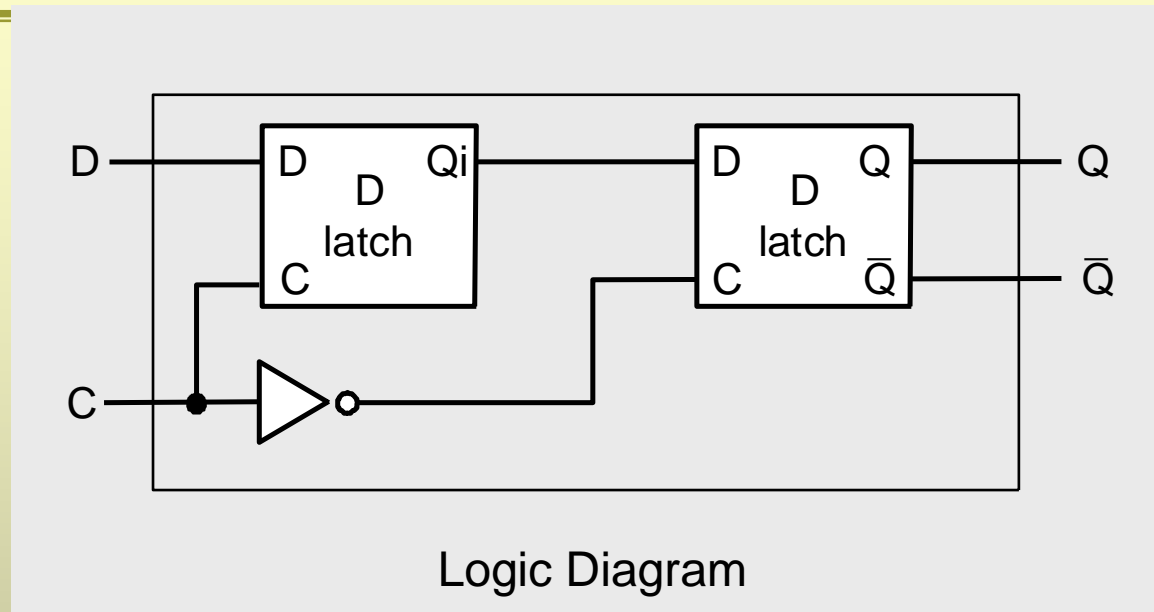 D D Qi D Q Q
D latch
D latch
C C Q̅ Q̅
C
Logic Diagram